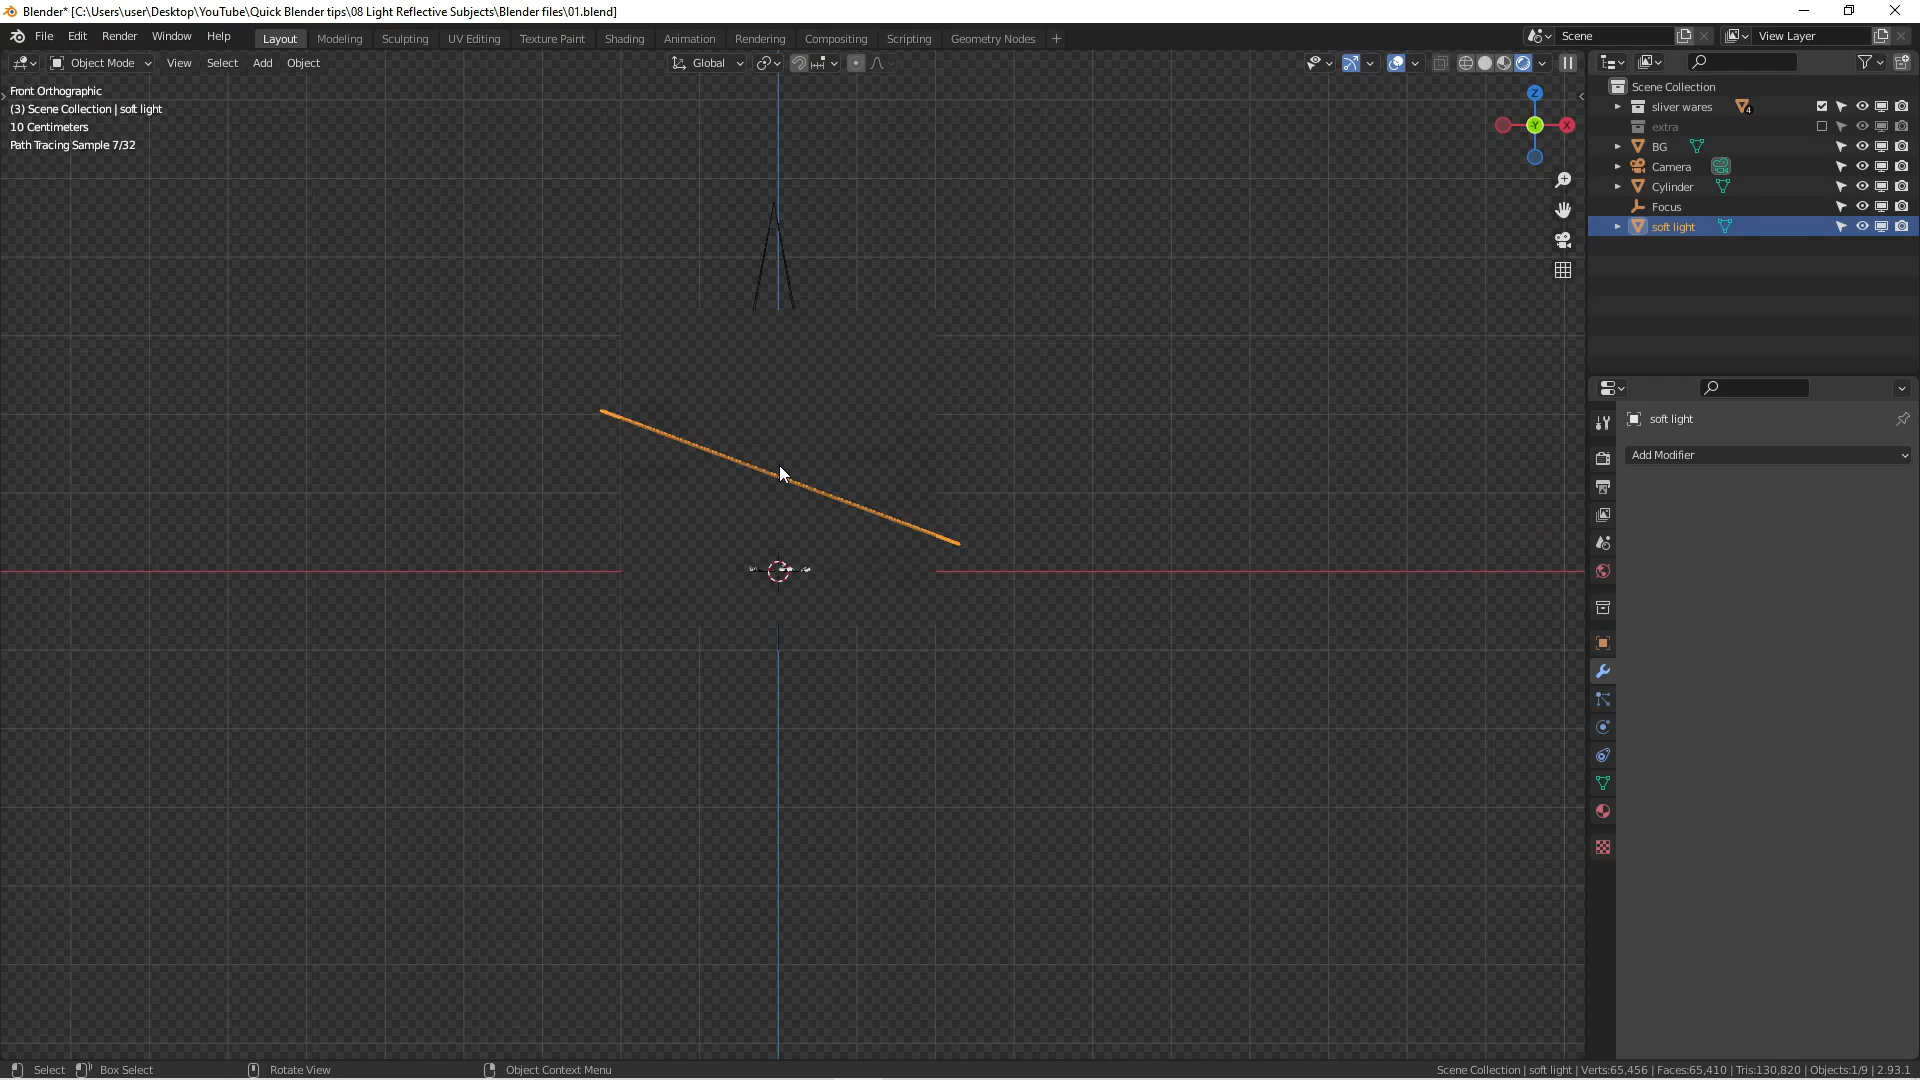 Blender* [C:\Users\user\Desktop\YouTube\Quick Blender tips\08 Light Reflective Subjects\Blender files\01.blend]
File Edit Render Window Help Layout Modeling Sculpting UV Editing Texture Paint Shading Animation Rendering Compositing Scripting Geometry Nodes + Scene View Layer
Object Mode View Select Add Object Global
Front Orthographic
(3) Scene Collection | soft light
10 Centimeters
Path Tracing Sample 7/32
Z
-Y
X
Scene Collection
sliver wares 4
extra
BG
Camera
Cylinder
Focus
soft light
soft light
Add Modifier
Select Box Select Rotate View Object Context Menu Scene Collection | soft light | Verts:65,456 | Faces:65,410 | Tris:130,820 | Objects:1/9 | 2.93.1